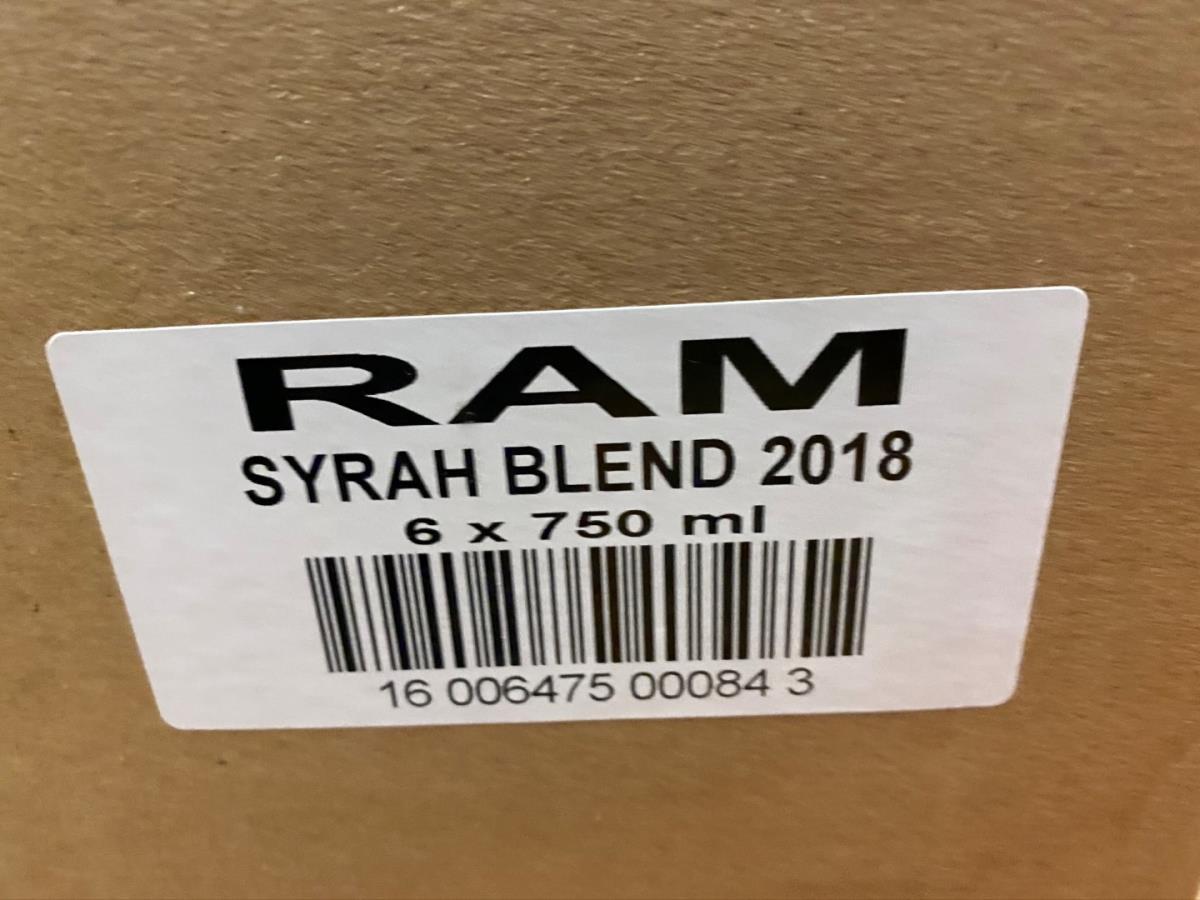 RAM
SYRAH BLEND 2018
6 x 750 ml
16 006475 00084 3